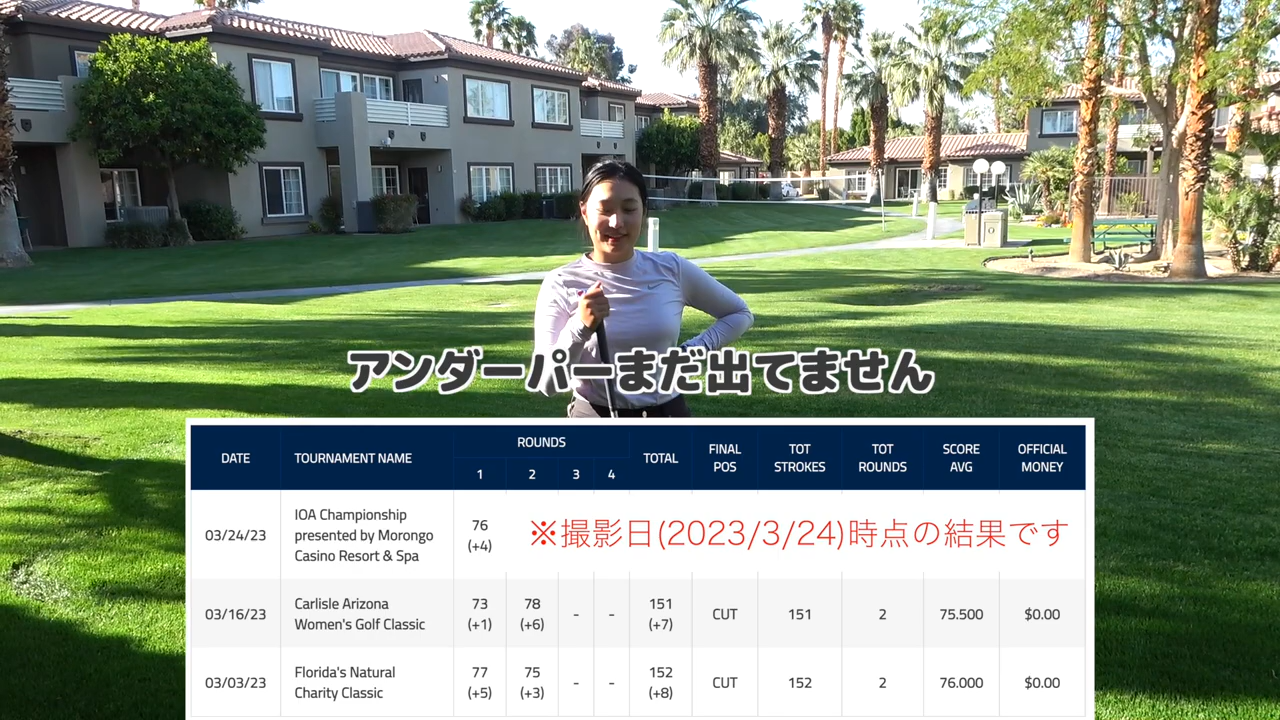 アンダーパーまだ出てません
DATE TOURNAMENT NAME ROUNDS 1 2 3 4 TOTAL FINAL POS TOT STROKES TOT ROUNDS SCORE AVG OFFICIAL MONEY
03/24/23 IOA Championship presented by Morongo Casino Resort & Spa 76 (+4) ※撮影日(2023/3/24)時点の結果です
03/16/23 Carlisle Arizona Women's Golf Classic 73 (+1) 78 (+6) - - 151 (+7) CUT 151 2 75.500 $0.00
03/03/23 Florida's Natural Charity Classic 77 (+5) 75 (+3) - - 152 (+8) CUT 152 2 76.000 $0.00